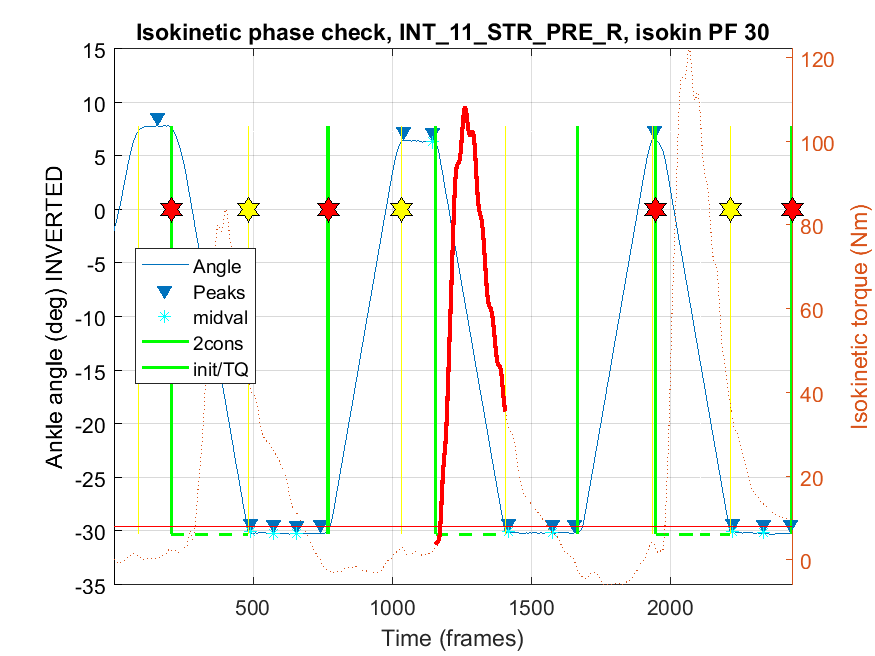 Isokinetic phase check, INT_11_STR_PRE_R, isokin PF 30
15
10
5
0
-5
-10
-15
-20
-25
-30
-35
Ankle angle (deg) INVERTED
120
100
80
60
40
20
0
Isokinetic torque (Nm)
Angle
Peaks
midval
2cons
init/TQ
500
1000
1500
2000
Time (frames)